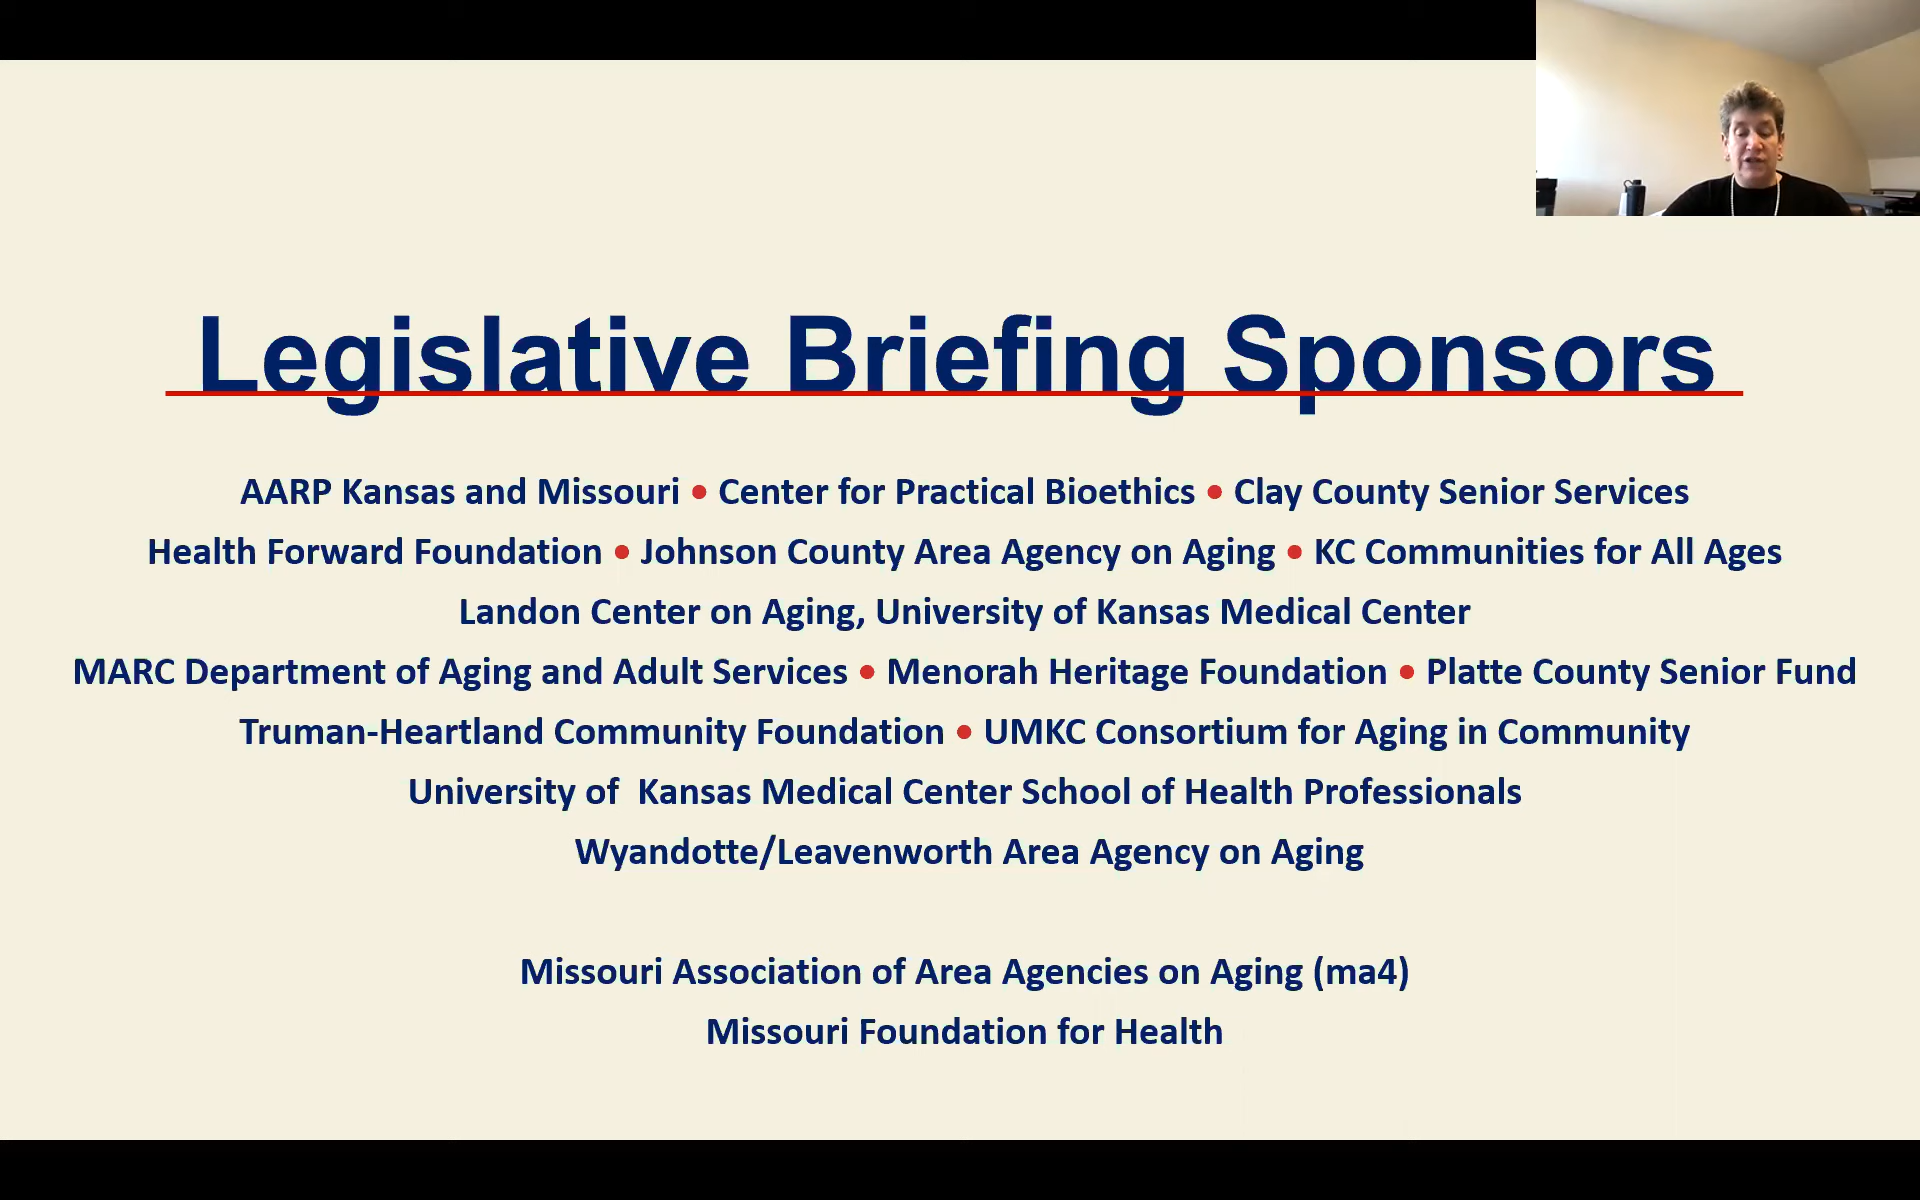 Legislative Briefing Sponsors
AARP Kansas and Missouri • Center for Practical Bioethics • Clay County Senior Services
Health Forward Foundation • Johnson County Area Agency on Aging • KC Communities for All Ages
Landon Center on Aging, University of Kansas Medical Center
MARC Department of Aging and Adult Services • Menorah Heritage Foundation • Platte County Senior Fund
Truman-Heartland Community Foundation • UMKC Consortium for Aging in Community
University of  Kansas Medical Center School of Health Professionals
Wyandotte/Leavenworth Area Agency on Aging
Missouri Association of Area Agencies on Aging (ma4)
Missouri Foundation for Health